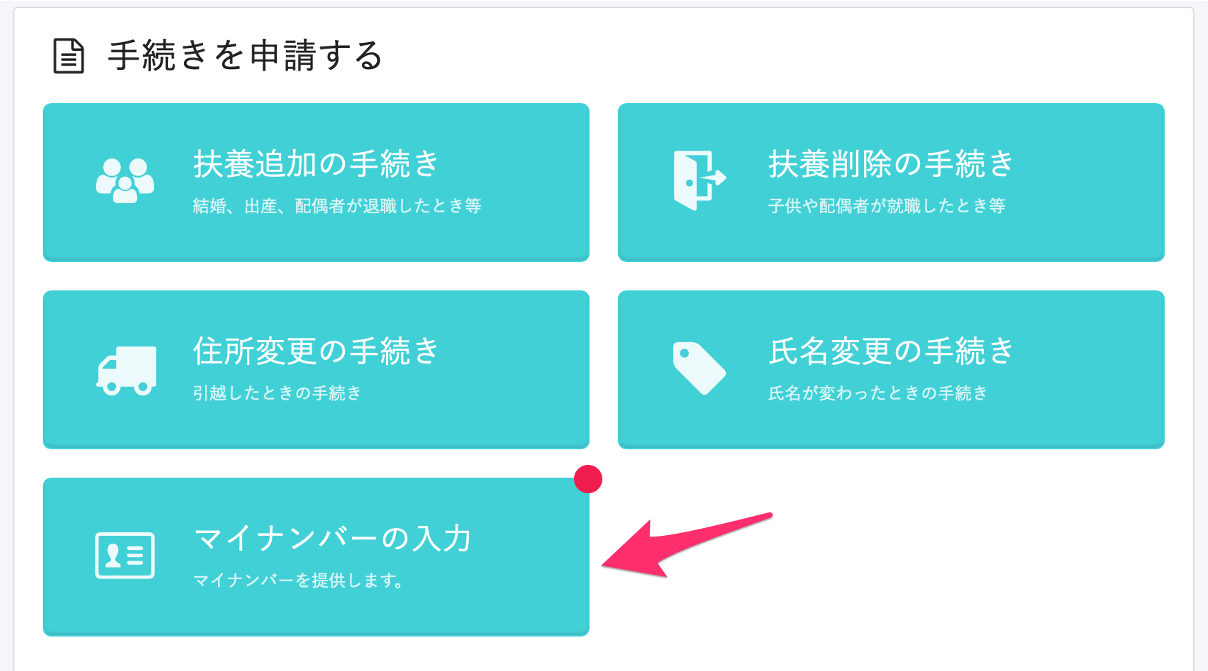 手続きを申請する
扶養追加の手続き
結婚、出産、配偶者が退職したとき等
扶養削除の手続き
子供や配偶者が就職したとき等
住所変更の手続き
引越したときの手続き
氏名変更の手続き
氏名が変わったときの手続き
マイナンバーの入力
マイナンバーを提供します。